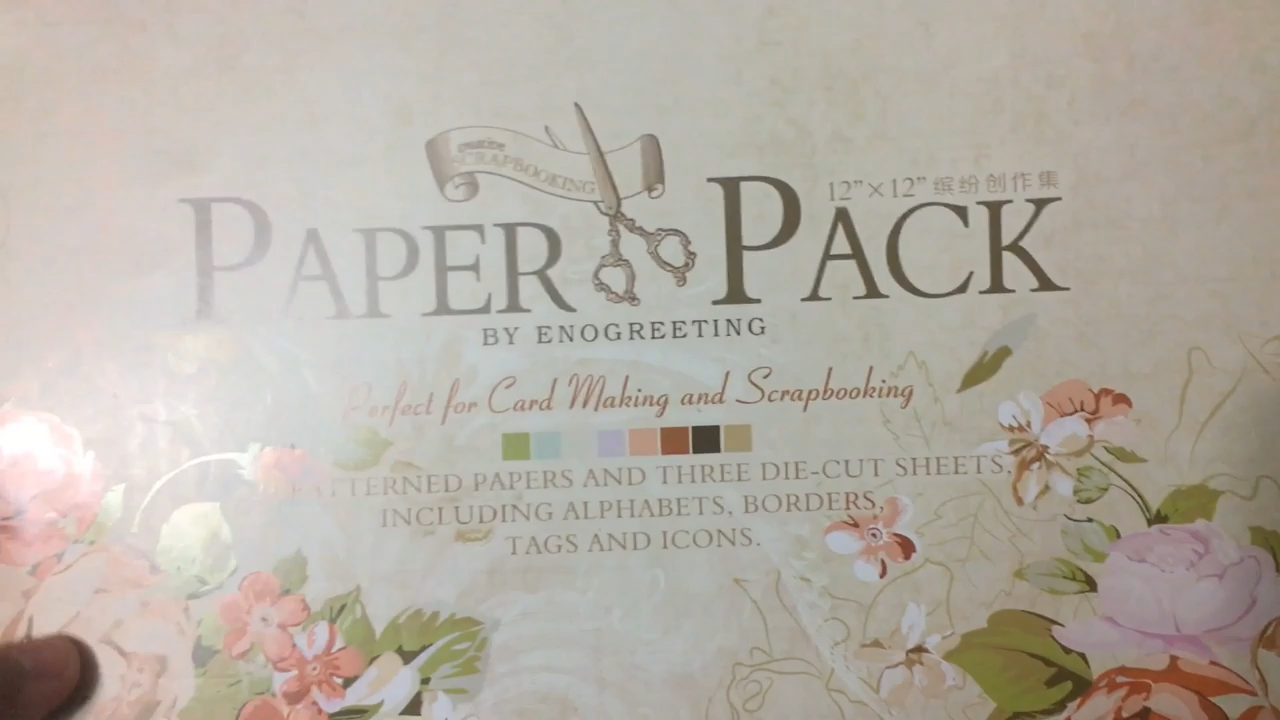 SCRAPBOOKING
12”×12” 缤纷创作集
PAPER PACK
BY ENOGREETING
Perfect for Card Making and Scrapbooking
PATTERNED PAPERS AND THREE DIE-CUT SHEETS,
INCLUDING ALPHABETS, BORDERS,
TAGS AND ICONS.